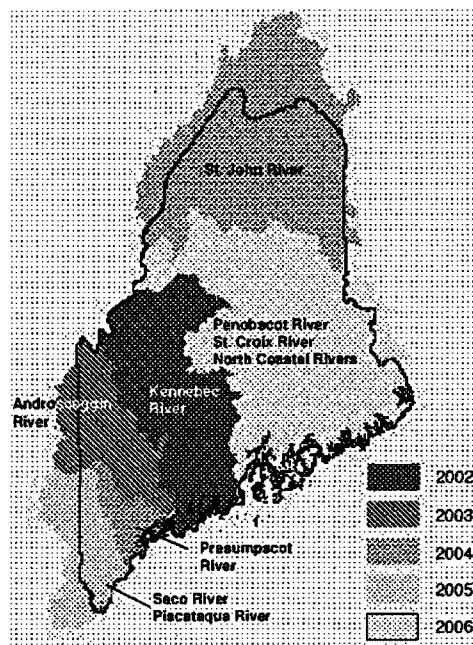 St. John River
Penobscot River
St. Croix River
North Coastal Rivers
Kennebec
River
Androscoggin
River
Presumpscot
River
Saco River
Piscataqua River
2002
2003
2004
2005
2006